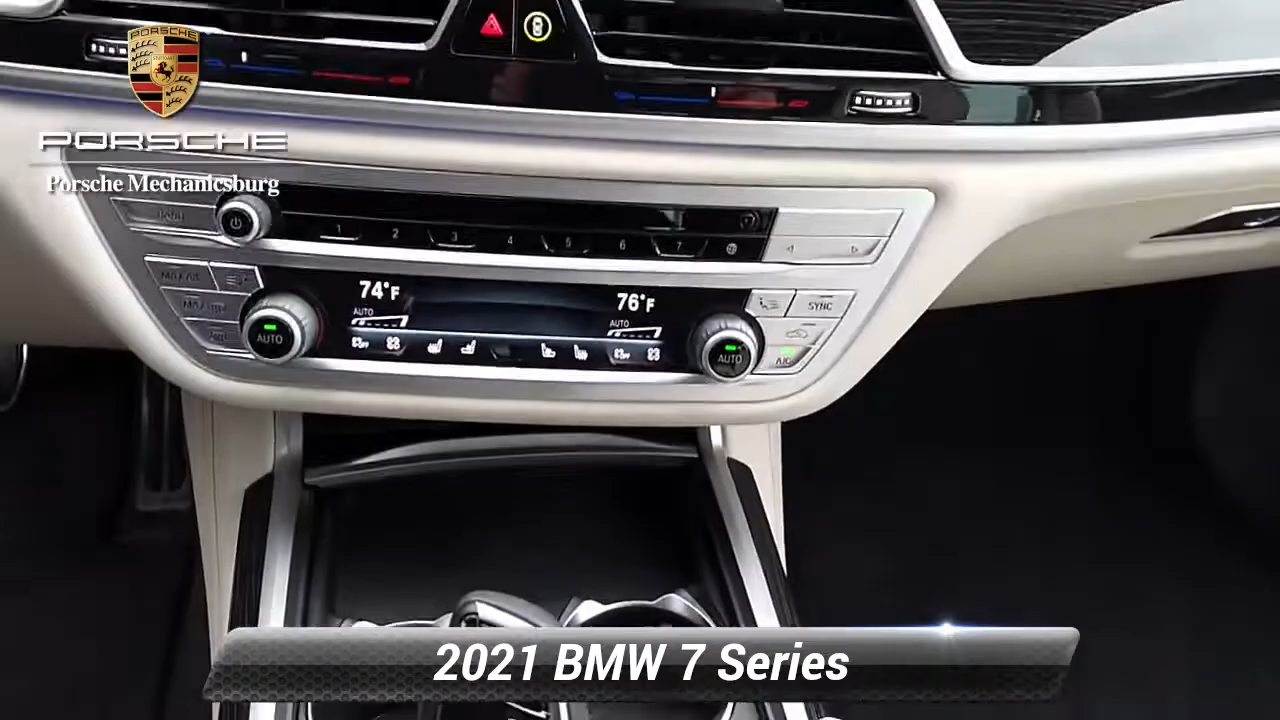 PORSCHE
PORSCHE
Porsche Mechanicsburg
1 2 3 4 5 6 7
74°F
76°F
AUTO
AUTO
SYNC
AUTO
AUTO
A/C
2021 BMW 7 Series